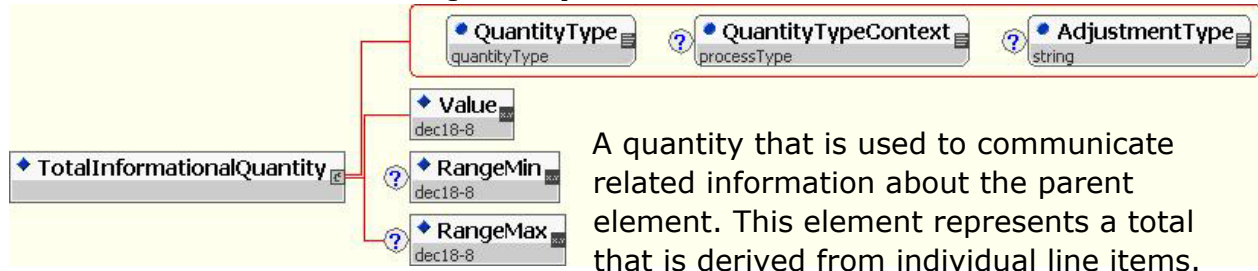 QuantityType
quantityType
? QuantityTypeContext
processType
? AdjustmentType
string
Value
dec18-8
TotalInformationalQuantity
? RangeMin
dec18-8
? RangeMax
dec18-8
A quantity that is used to communicate
related information about the parent
element. This element represents a total
that is derived from individual line items.